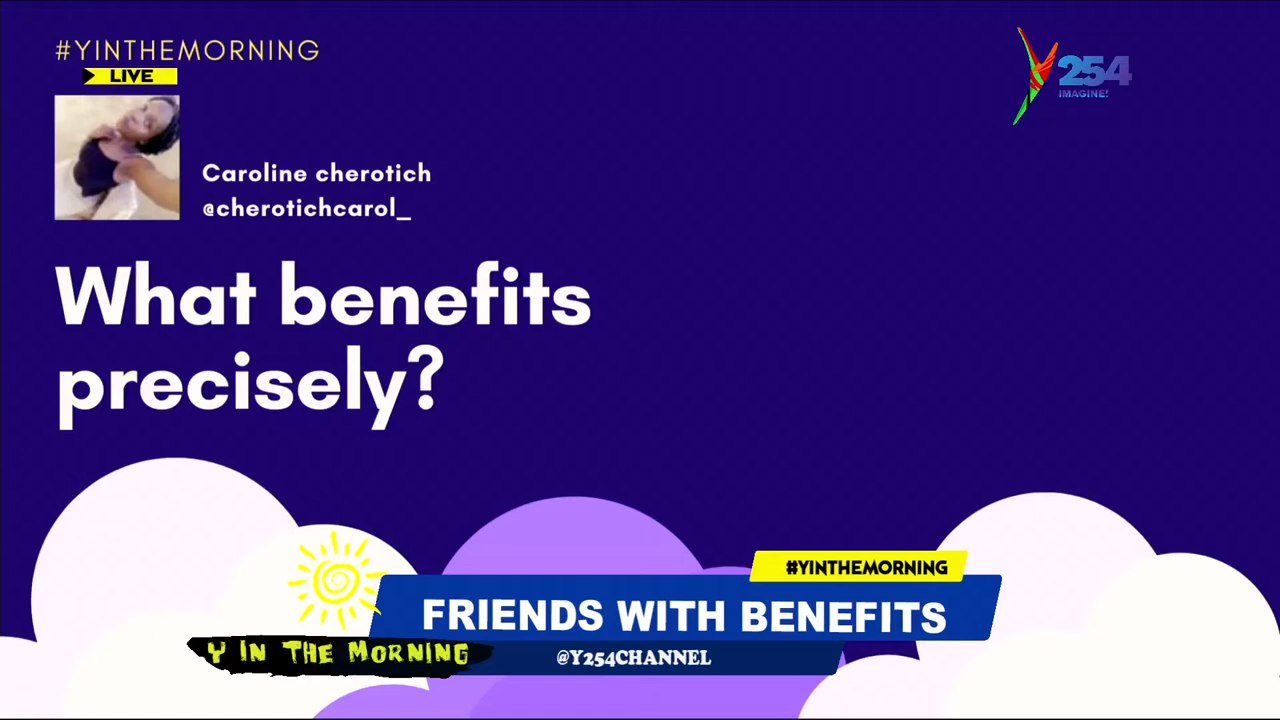 #YINTHEMORNING
LIVE
254
IMAGINE!
Caroline cherotich
@cherotichcarol_
What benefits
precisely?
#YINTHEMORNING
FRIENDS WITH BENEFITS
Y IN THE MORNING
@Y254CHANNEL